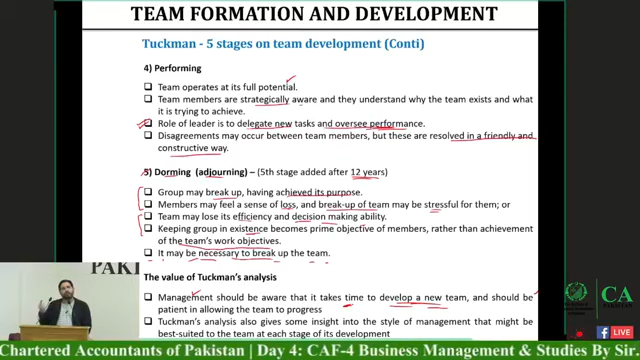 TEAM FORMATION AND DEVELOPMENT
Tuckman - 5 stages on team development (Conti)
4) Performing
Team operates at its full potential.
Team members are strategically aware and they understand why the team exists and what
it is trying to achieve.
Role of leader is to delegate new tasks and oversee performance.
Disagreements may occur between team members, but these are resolved in a friendly and
constructive way.
5) Dorming (adjourning) – (5th stage added after 12 years)
Group may break up, having achieved its purpose.
Members may feel a sense of loss, and break-up of team may be stressful for them; or
Team may lose its efficiency and decision making ability.
Keeping group in existence becomes prime objective of members, rather than achievement
of the team's work objectives.
It may be necessary to break up the team.
PARTN
The value of Tuckman's analysis
Management should be aware that it takes time to develop a new team, and should be
patient in allowing the team to progress
Tuckman's analysis also gives some insight into the style of management that might be
best-suited to the team at each stage of its development
CA
f LIVE
Chartered Accountants of Pakistan | Day 4: CAF-4 Lectures & Studies By Sir